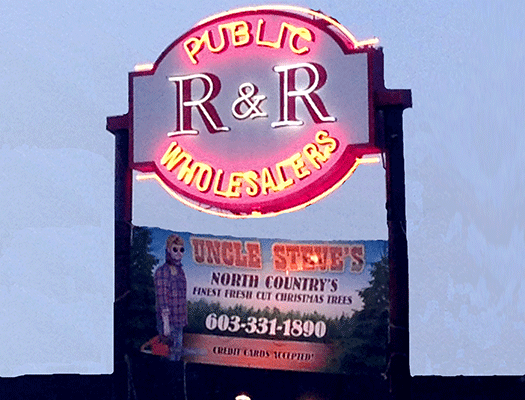 PUBLIC
R & R
WHOLESALERS
UNCLE STEVE'S
NORTH COUNTRY'S
FINEST FRESH CUT CHRISTMAS TREES
603-331-1890
CREDIT CARDS ACCEPTED!